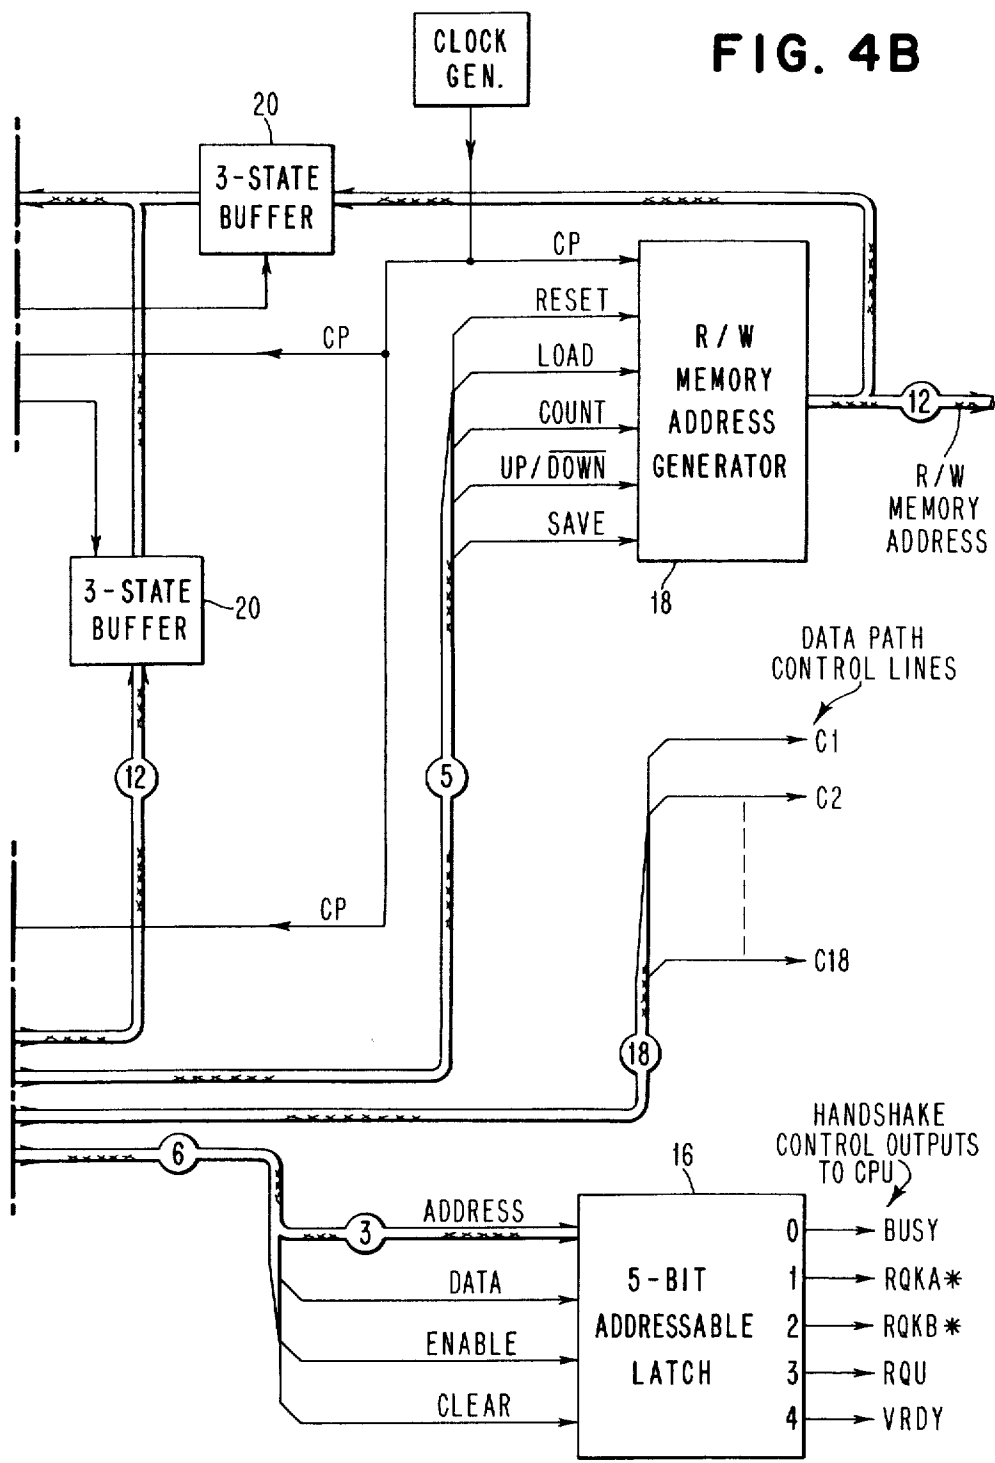 FIG. 4B
CLOCK
GEN.
20
3-STATE
BUFFER
CP
RESET
LOAD
COUNT
UP/DOWN
SAVE
R/W
MEMORY
ADDRESS
GENERATOR
18
12
R/W
MEMORY
ADDRESS
CP
3-STATE
BUFFER
20
12
5
CP
DATA PATH
CONTROL LINES
C1
C2
C18
18
6
3
ADDRESS
DATA
ENABLE
CLEAR
16
5-BIT
ADDRESSABLE
LATCH
0
1
2
3
4
HANDSHAKE
CONTROL OUTPUTS
TO CPU
BUSY
RQKA*
RQKB*
RQU
VRDY